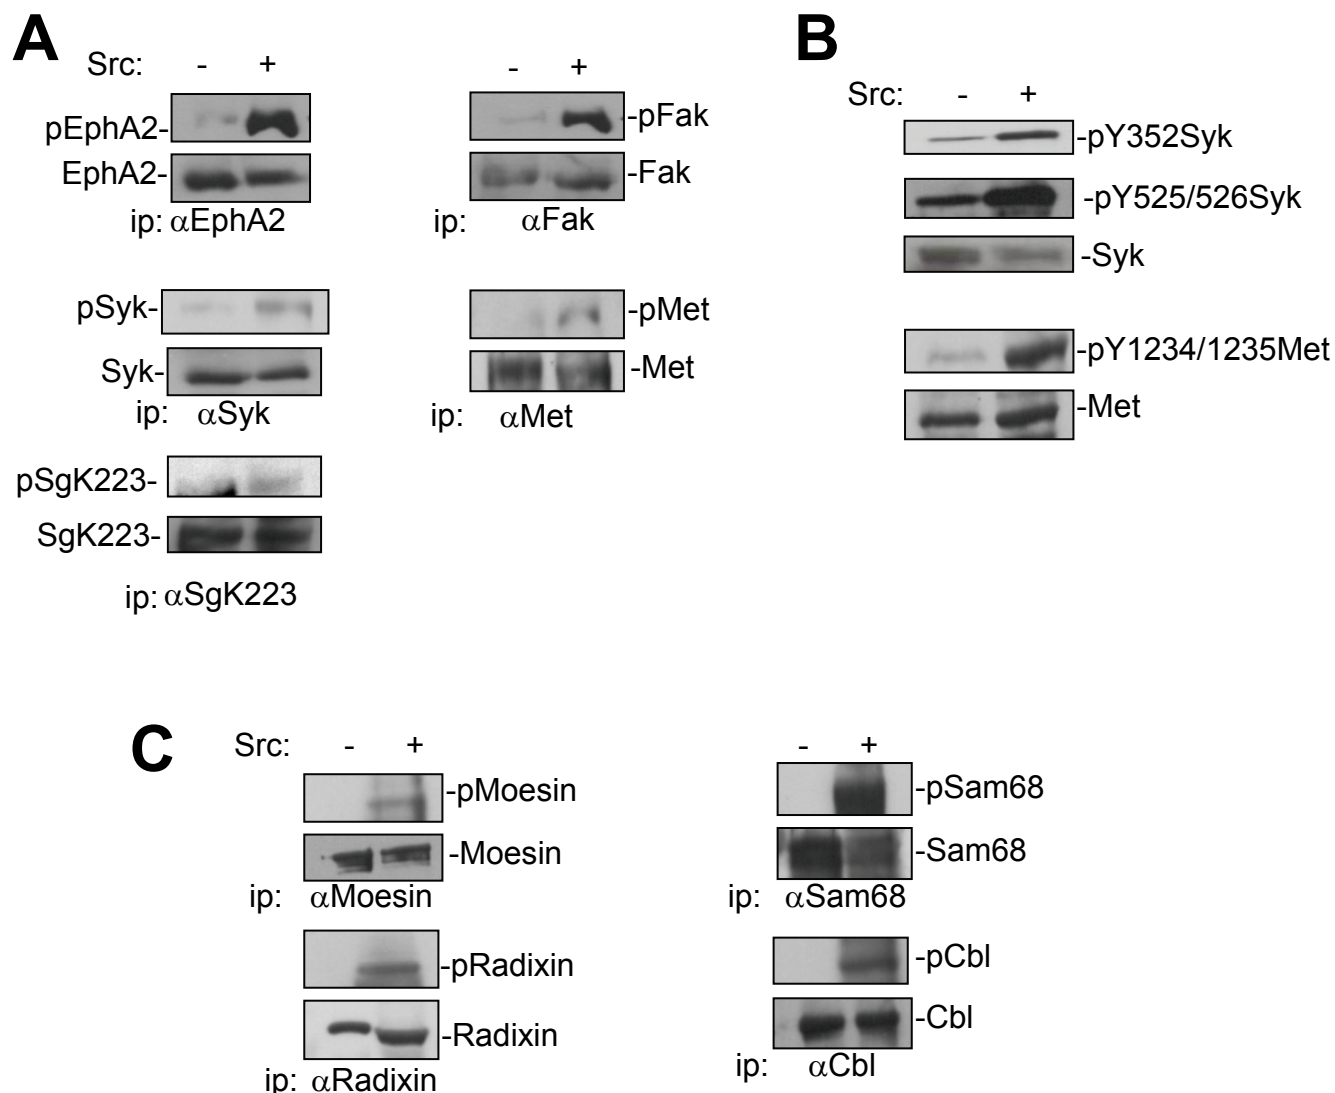 A
Src: - +
pEphA2-
EphA2-
ip: αEphA2
- +
-pFak
-Fak
ip: αFak
pSyk-
Syk-
ip: αSyk
-pMet
-Met
ip: αMet
pSgK223-
SgK223-
ip: αSgK223
B
Src: - +
-pY352Syk
-pY525/526Syk
-Syk
-pY1234/1235Met
-Met
C
Src: - +
-pMoesin
-Moesin
ip: αMoesin
-pRadixin
-Radixin
ip: αRadixin
- +
-pSam68
-Sam68
ip: αSam68
-pCbl
-Cbl
ip: αCbl